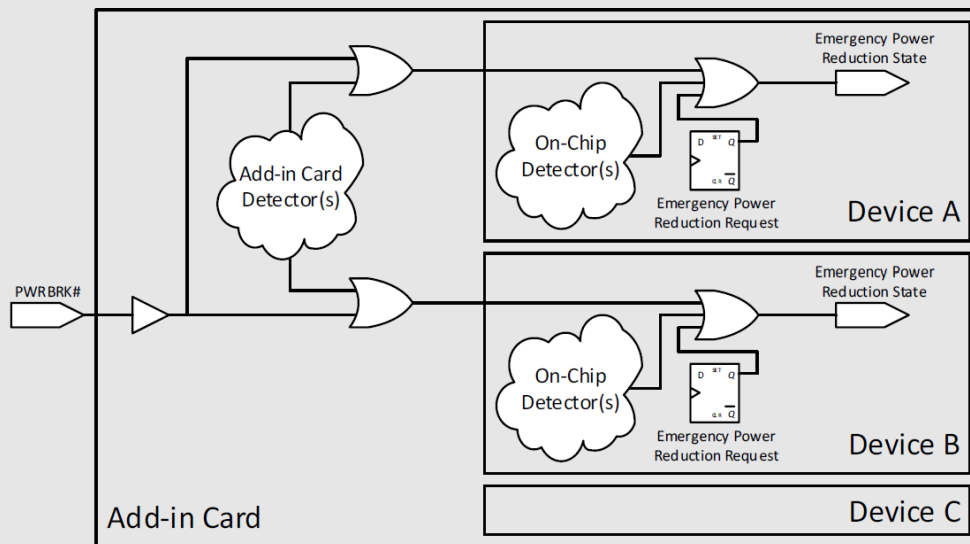 Emergency Power
Reduction State
On-Chip
Detector(s)
D SET Q
CLR Q
Emergency Power
Reduction Request
Device A
Add-in Card
Detector(s)
PWRBRK#
Emergency Power
Reduction State
On-Chip
Detector(s)
D SET Q
CLR Q
Emergency Power
Reduction Request
Device B
Add-in Card
Device C